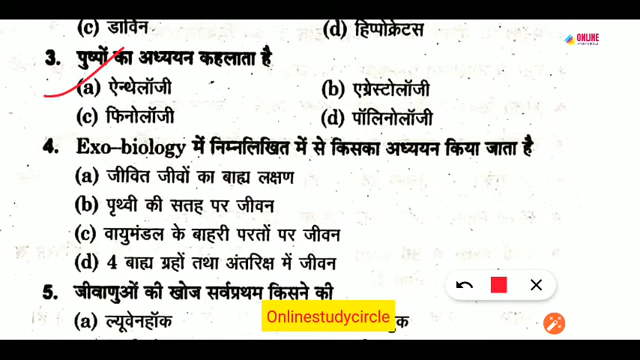 (c) डार्विन (d) हिप्पोक्रेटस
ONLINE
3. पुष्पों का अध्ययन कहलाता है
(a) ऐन्थेलॉजी (b) एग्रेस्टोलॉजी
(c) फिनोलॉजी (d) पॉलिनोलॉजी
4. Exo-biology में निम्नलिखित में से किसका अध्ययन किया जाता है
(a) जीवित जीवों का बाह्य लक्षण
(b) पृथ्वी की सतह पर जीवन
(c) वायुमंडल के बाहरी परतों पर जीवन
(d) 4 बाह्य ग्रहों तथा अंतरिक्ष में जीवन
5. जीवाणुओं की खोज सर्वप्रथम किसने की
(a) ल्यूवेनहॉक
Onlinestudycircle